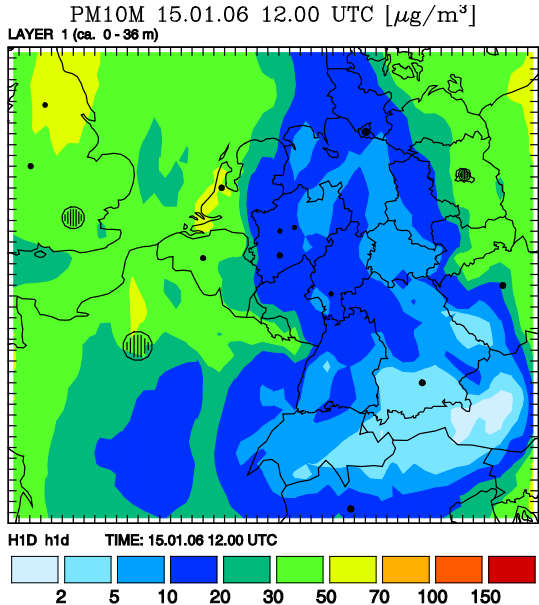 PM10M 15.01.06 12.00 UTC [μg/m³]
LAYER 1 (ca. 0 - 36 m)
H1D h1d TIME: 15.01.06 12.00 UTC
2 5 10 20 30 50 70 100 150